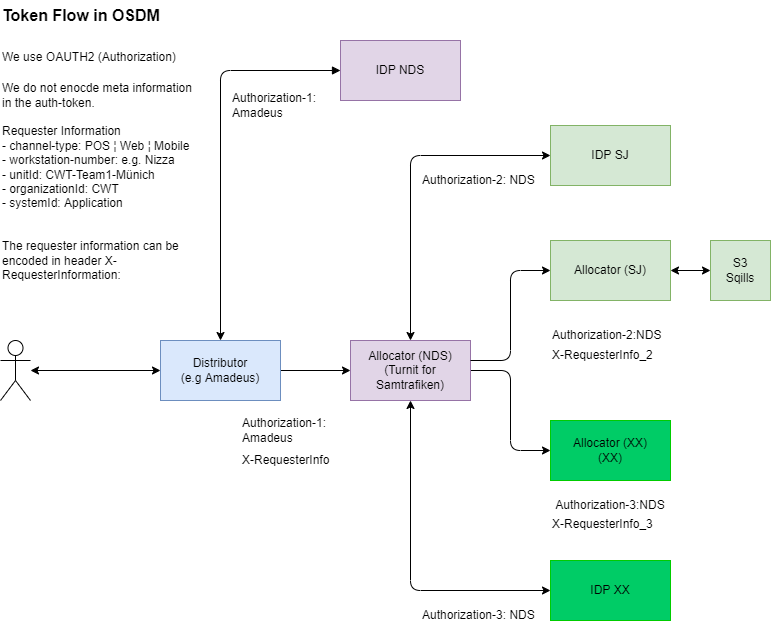 Token Flow in OSDM
We use OAUTH2 (Authorization)
We do not enocde meta information
in the auth-token.
Requester Information
- channel-type: POS ¦ Web ¦ Mobile
- workstation-number: e.g. Nizza
- unitId: CWT-Team1-Münich
- organizationId: CWT
- systemId: Application
The requester information can be
encoded in header X-
RequesterInformation:
IDP NDS
Authorization-1:
Amadeus
IDP SJ
Authorization-2: NDS
Allocator (SJ)
S3
Sqills
Authorization-2:NDS
X-RequesterInfo_2
Distributor
(e.g Amadeus)
Allocator (NDS)
(Turnit for
Samtrafiken)
Authorization-1:
Amadeus
X-RequesterInfo
Allocator (XX)
(XX)
Authorization-3:NDS
X-RequesterInfo_3
IDP XX
Authorization-3: NDS